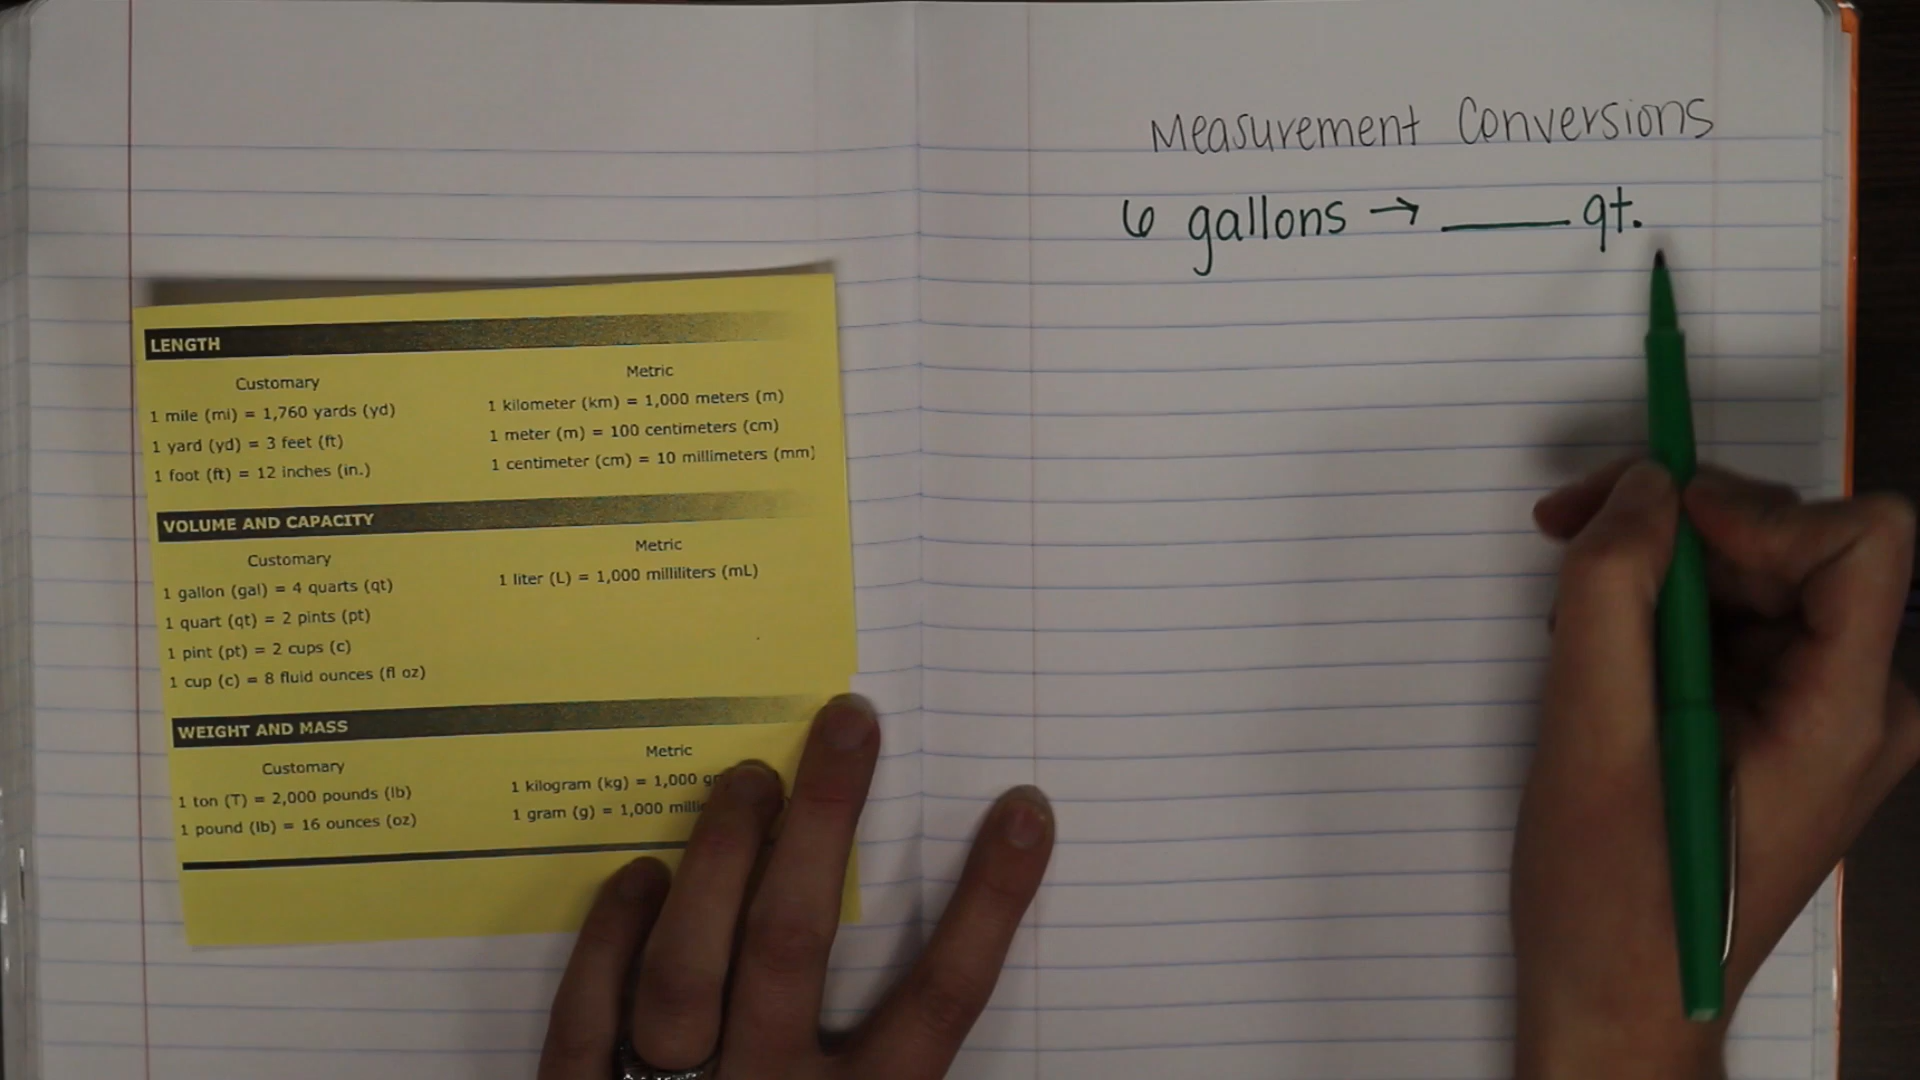 Measurement Conversions
6 gallons → ____ qt.
LENGTH
Customary
1 mile (mi) = 1,760 yards (yd)
1 yard (yd) = 3 feet (ft)
1 foot (ft) = 12 inches (in.)
Metric
1 kilometer (km) = 1,000 meters (m)
1 meter (m) = 100 centimeters (cm)
1 centimeter (cm) = 10 millimeters (mm)
VOLUME AND CAPACITY
Customary
1 gallon (gal) = 4 quarts (qt)
1 quart (qt) = 2 pints (pt)
1 pint (pt) = 2 cups (c)
1 cup (c) = 8 fluid ounces (fl oz)
Metric
1 liter (L) = 1,000 milliliters (mL)
WEIGHT AND MASS
Customary
1 ton (T) = 2,000 pounds (lb)
1 pound (lb) = 16 ounces (oz)
Metric
1 kilogram (kg) = 1,000
1 gram (g) = 1,000